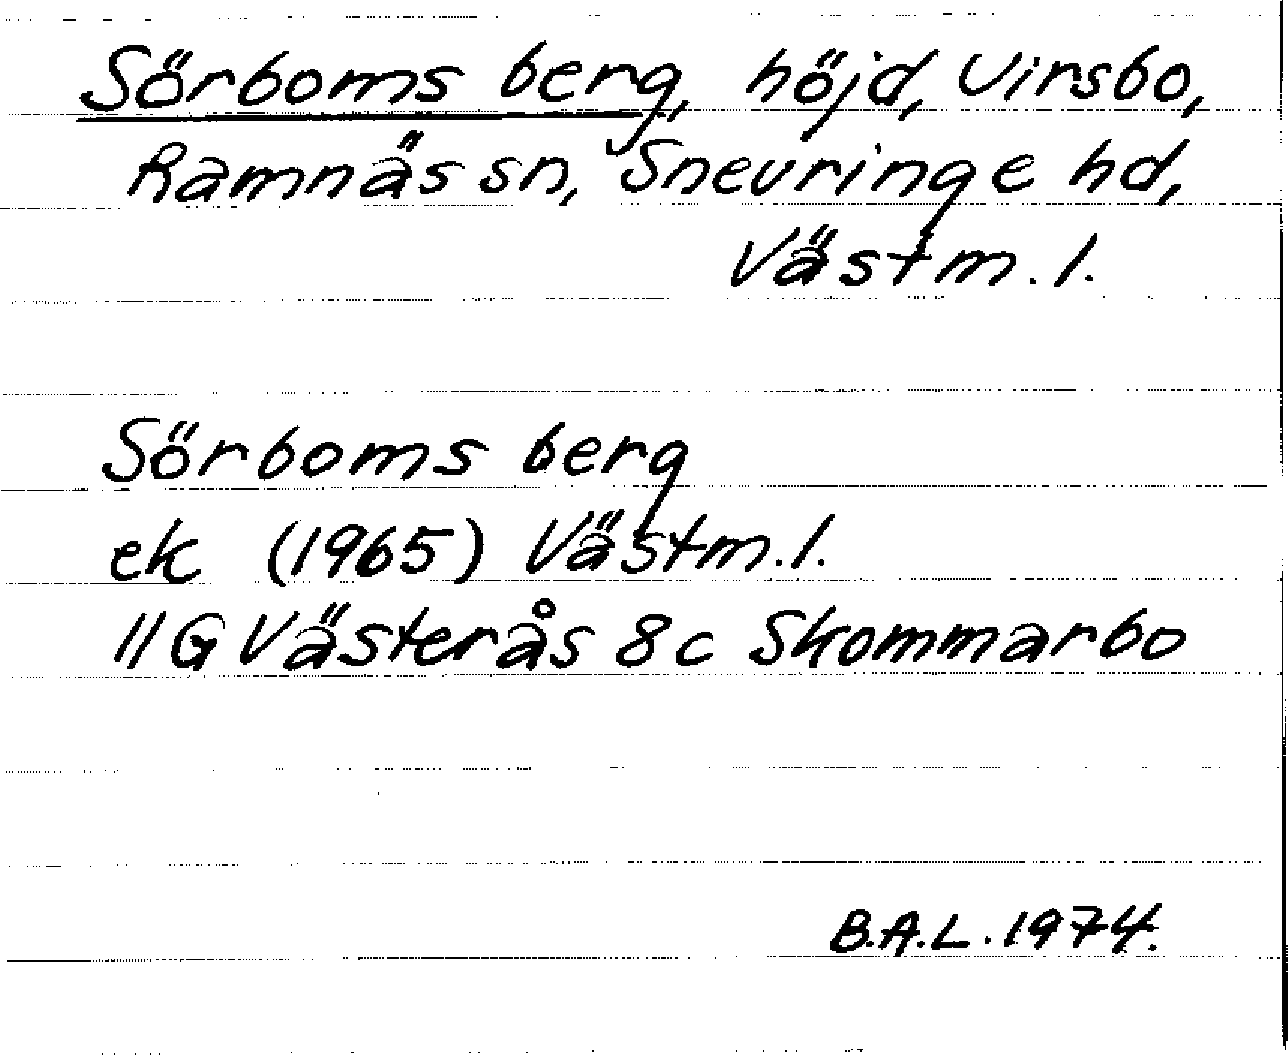 Sörboms berg, höjd, Virsbo,
Ramnäs sn, Snevringe hd,
Västm. l.
Sörboms berg
ek (1965) Västm. l.
11G Västerås 8c Skommarbo
B.A.L. 1974.